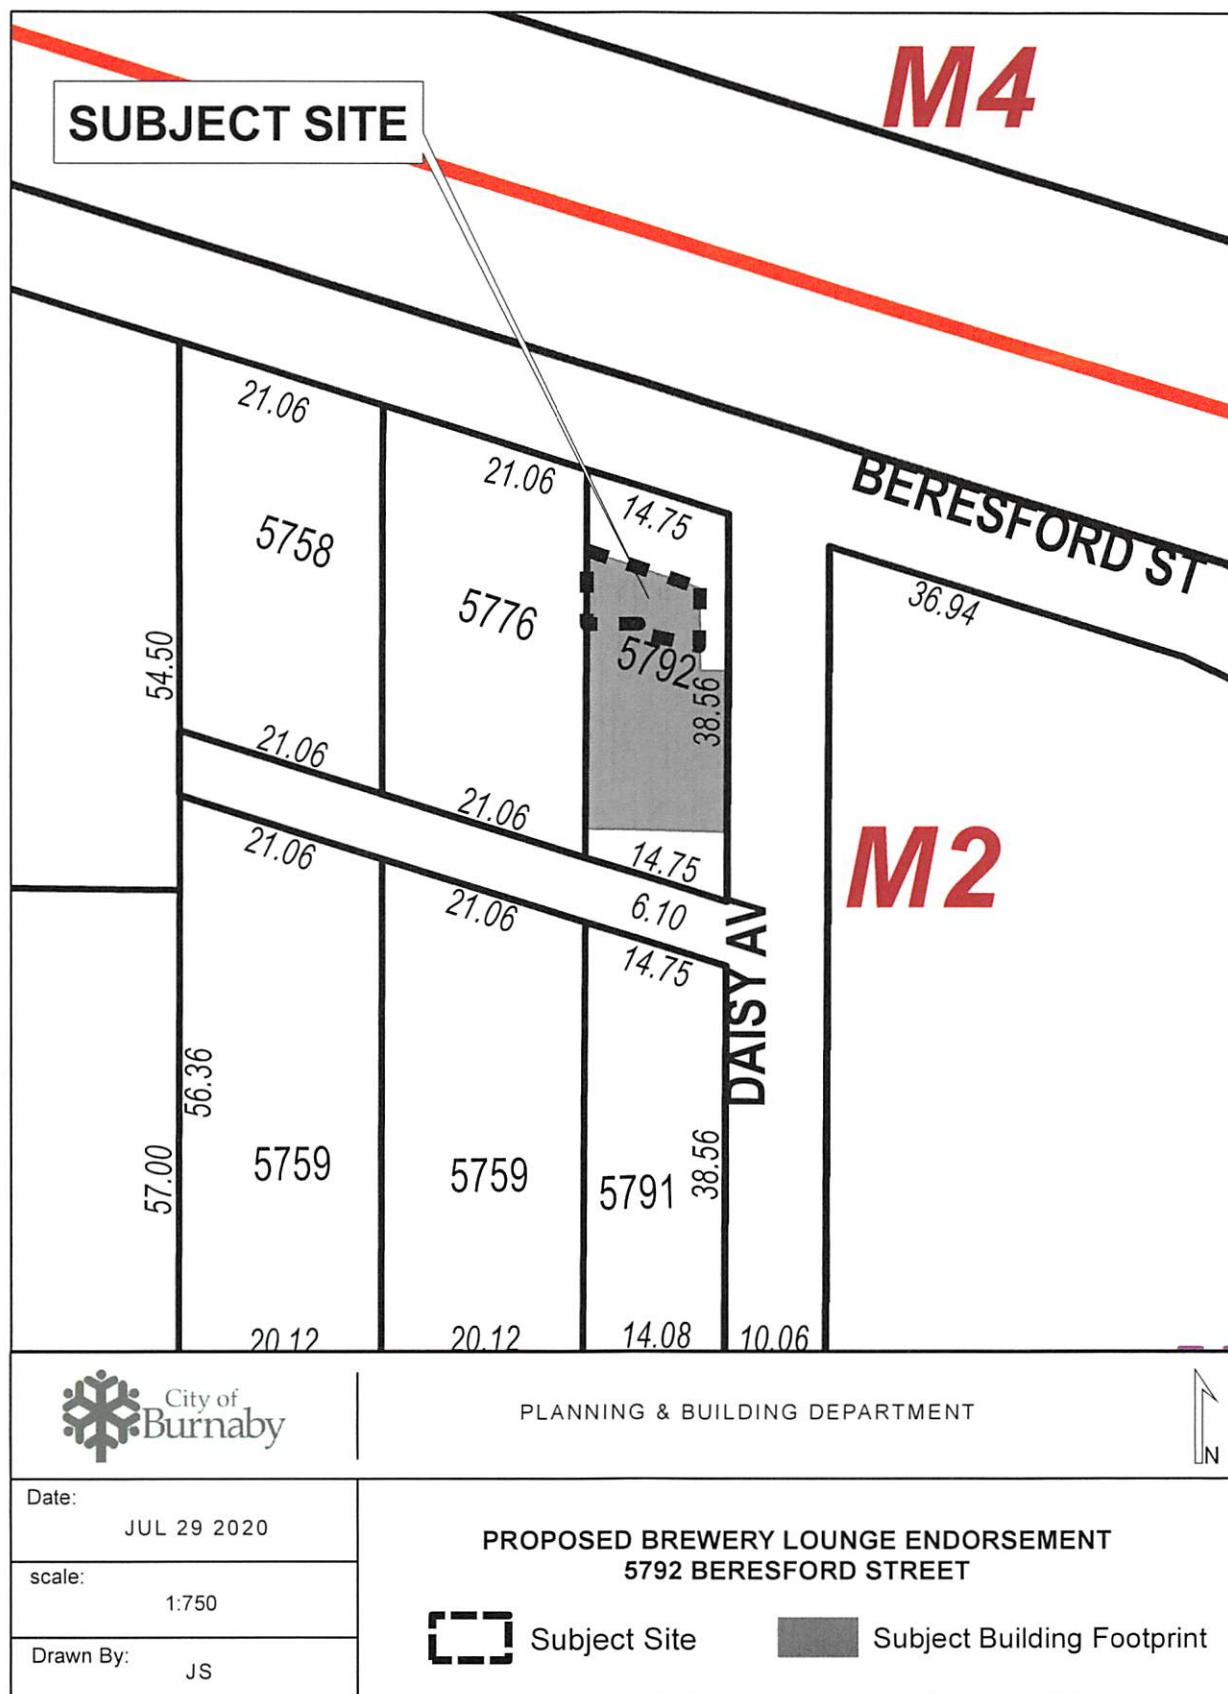 M4
SUBJECT SITE
21.06
21.06
14.75
BERESFORD ST
5758
5776
36.94
54.50
5792
38.56
21.06
21.06
14.75
M2
21.06
21.06
6.10
14.75
DAISY AV
56.36
57.00
5759
5759
5791
38.56
20.12
20.12
14.08
10.06
City of
Burnaby
PLANNING & BUILDING DEPARTMENT
N
Date:
JUL 29 2020
scale:
1:750
Drawn By:
JS
PROPOSED BREWERY LOUNGE ENDORSEMENT
5792 BERESFORD STREET
Subject Site
Subject Building Footprint